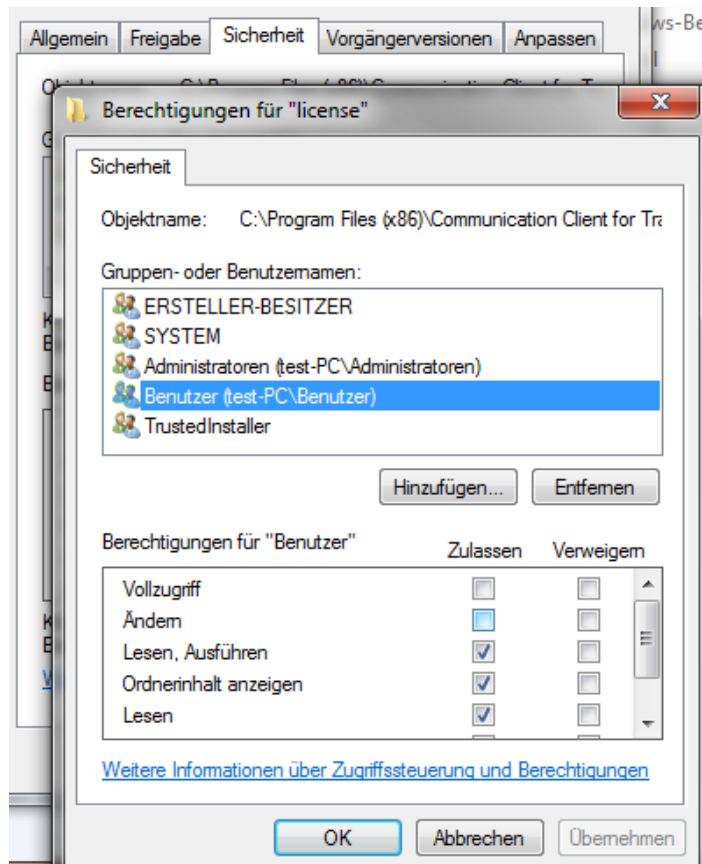 Allgemein Freigabe Sicherheit Vorgängerversionen Anpassen
Berechtigungen für "license"
Sicherheit
Objektname: C:\Program Files (x86)\Communication Client for Tra
Gruppen- oder Benutzernamen:
ERSTELLER-BESITZER
SYSTEM
Administratoren (test-PC\Administratoren)
Benutzer (test-PC\Benutzer)
TrustedInstaller
Hinzufügen... Entfernen
Berechtigungen für "Benutzer" Zulassen Verweigern
Vollzugriff
Ändern
Lesen, Ausführen
Ordnerinhalt anzeigen
Lesen
Weitere Informationen über Zugriffssteuerung und Berechtigungen
OK Abbrechen Übernehmen